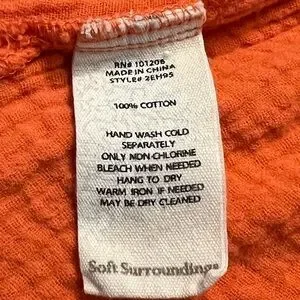 RN# 101206
MADE IN CHINA
STYLE# 2EH95
100% COTTON
HAND WASH COLD
SEPARATELY
ONLY NON-CHLORINE
BLEACH WHEN NEEDED
HANG TO DRY
WARM IRON IF NEEDED
MAY BE DRY CLEANED
Soft Surroundings